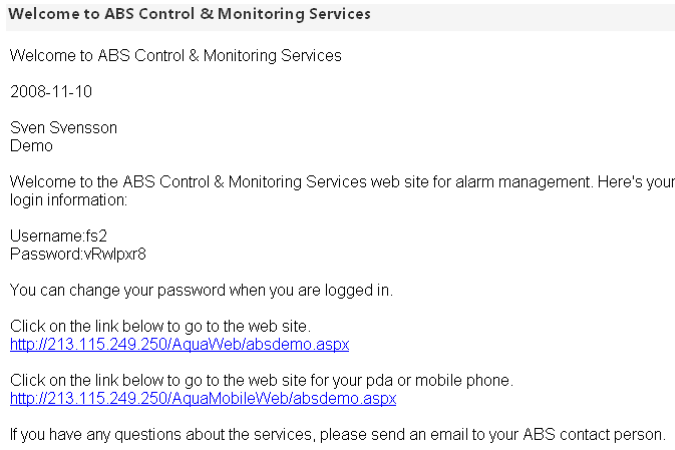 Welcome to ABS Control & Monitoring Services
Welcome to ABS Control & Monitoring Services
2008-11-10
Sven Svensson
Demo
Welcome to the ABS Control & Monitoring Services web site for alarm management. Here's your
login information:
Username:fs2
Password:vRwlpxr8
You can change your password when you are logged in.
Click on the link below to go to the web site.
http://213.115.249.250/AquaWeb/absdemo.aspx
Click on the link below to go to the web site for your pda or mobile phone.
http://213.115.249.250/AquaMobileWeb/absdemo.aspx
If you have any questions about the services, please send an email to your ABS contact person.